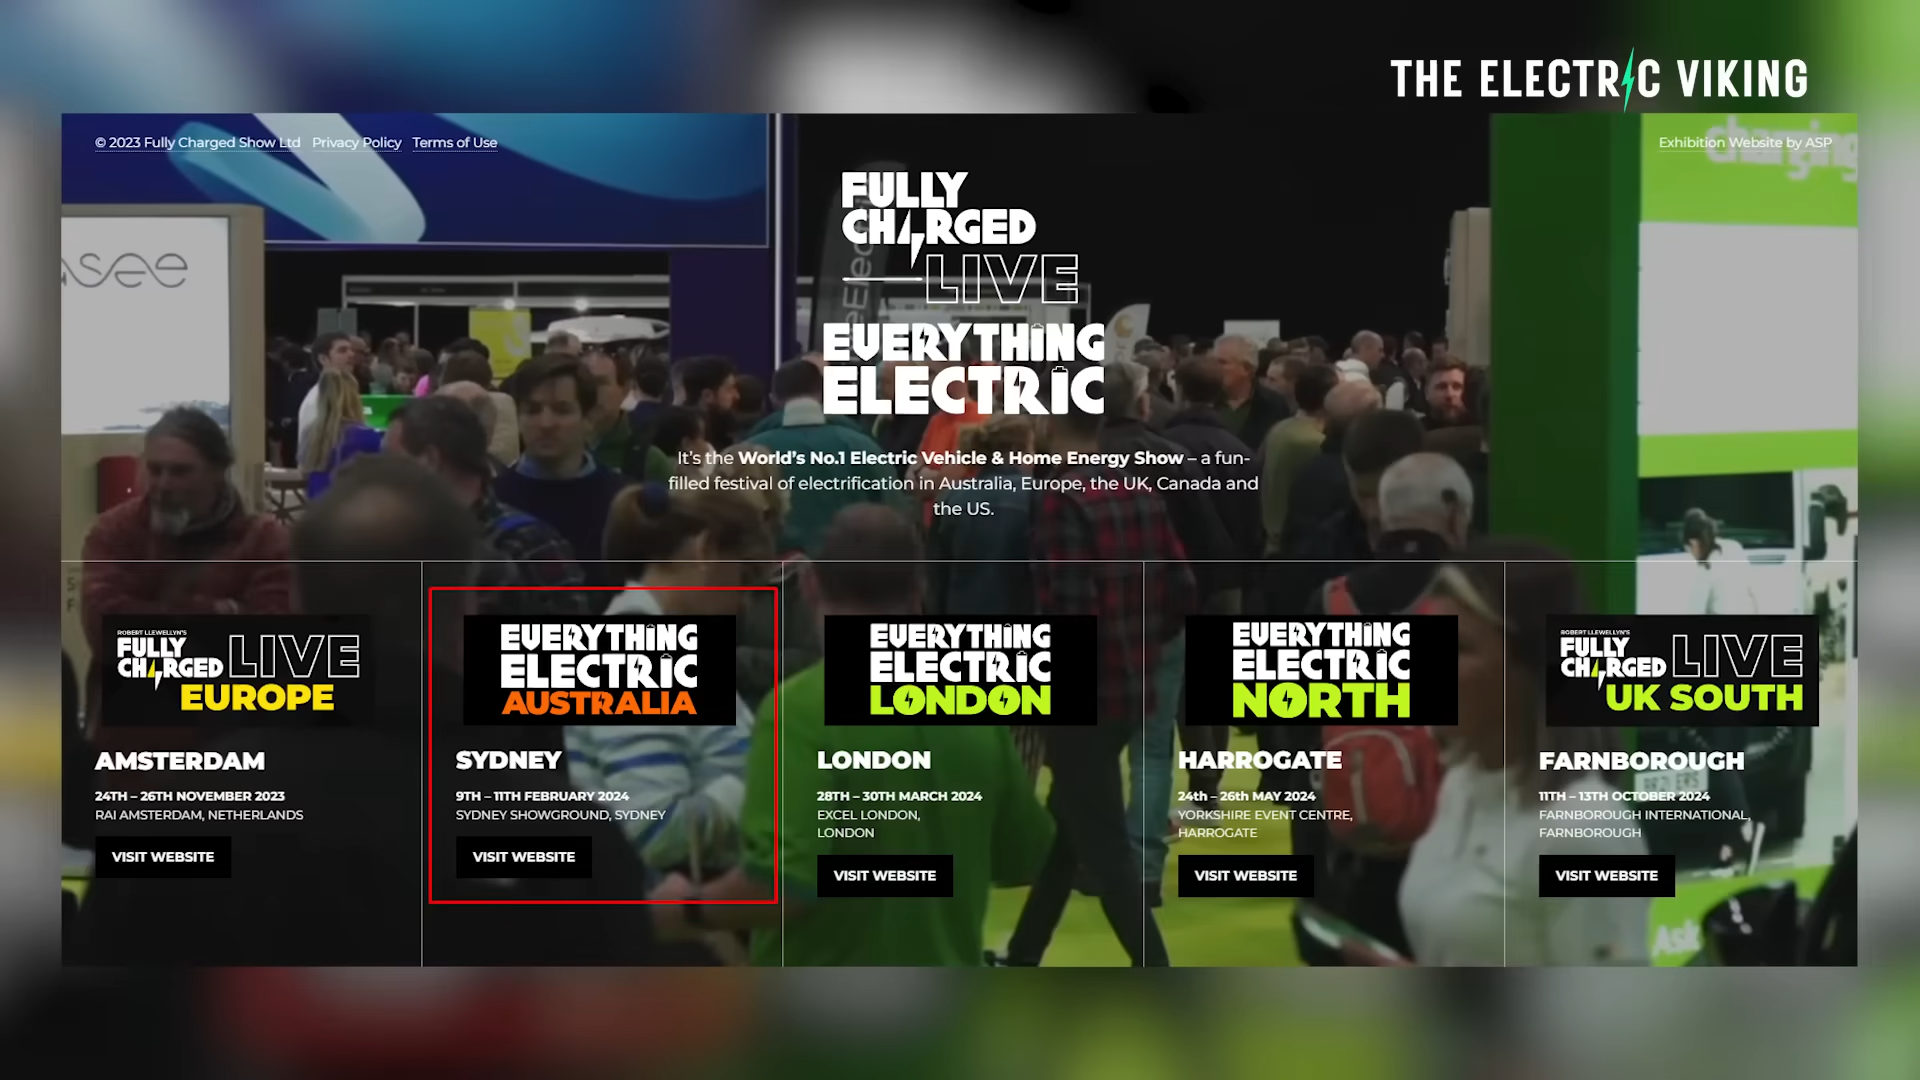 THE ELECTRIC VIKING
© 2023 Fully Charged Show Ltd Privacy Policy Terms of Use
Exhibition Website by ASP
charging
FULLY
CHARGED
LIVE
EVERYTHING
ELECTRIC
It's the World's No.1 Electric Vehicle & Home Energy Show – a fun-
filled festival of electrification in Australia, Europe, the UK, Canada and
the US.
ROBERT LLEWELLYN'S
FULLY
CHARGED LIVE
EUROPE
AMSTERDAM
24TH – 26TH NOVEMBER 2023
RAI AMSTERDAM, NETHERLANDS
VISIT WEBSITE
EVERYTHING
ELECTRIC
AUSTRALIA
SYDNEY
9TH – 11TH FEBRUARY 2024
SYDNEY SHOWGROUND, SYDNEY
VISIT WEBSITE
EVERYTHING
ELECTRIC
LONDON
LONDON
28TH – 30TH MARCH 2024
EXCEL LONDON,
LONDON
VISIT WEBSITE
EVERYTHING
ELECTRIC
NORTH
HARROGATE
24th – 26th MAY 2024
YORKSHIRE EVENT CENTRE,
HARROGATE
VISIT WEBSITE
ROBERT LLEWELLYN'S
FULLY
CHARGED LIVE
UK SOUTH
FARNBOROUGH
11TH – 13TH OCTOBER 2024
FARNBOROUGH INTERNATIONAL,
FARNBOROUGH
VISIT WEBSITE
Ask